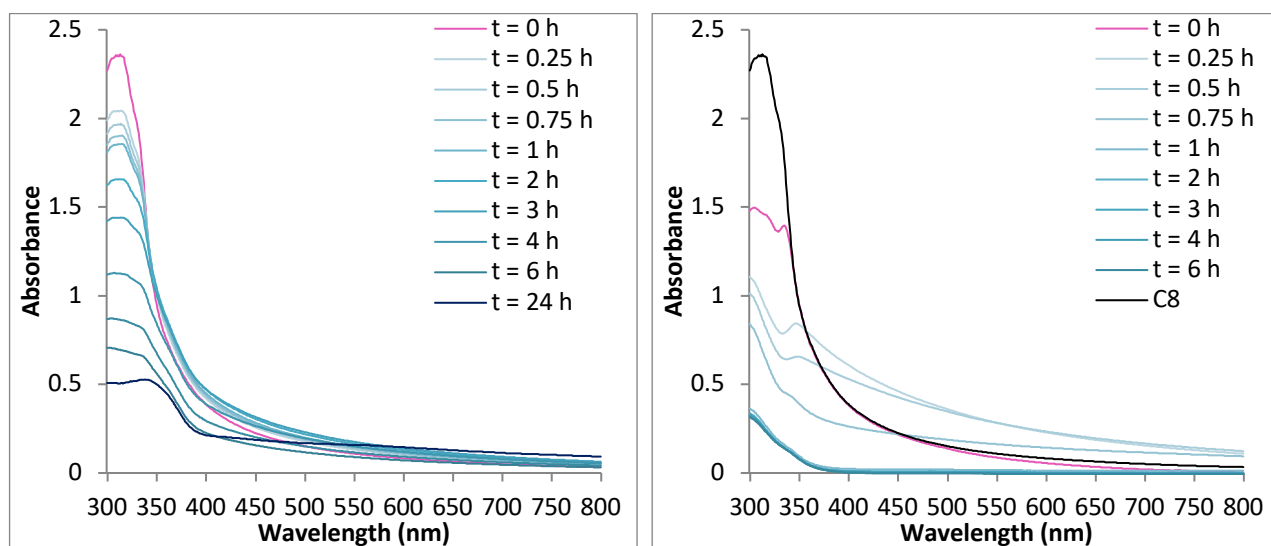 2.5
2
1.5
1
0.5
0
300 350 400 450 500 550 600 650 700 750 800
Absorbance
Wavelength (nm)
t = 0 h
t = 0.25 h
t = 0.5 h
t = 0.75 h
t = 1 h
t = 2 h
t = 3 h
t = 4 h
t = 6 h
t = 24 h
2.5
2
1.5
1
0.5
0
300 350 400 450 500 550 600 650 700 750 800
Absorbance
Wavelength (nm)
t = 0 h
t = 0.25 h
t = 0.5 h
t = 0.75 h
t = 1 h
t = 2 h
t = 3 h
t = 4 h
t = 6 h
C8